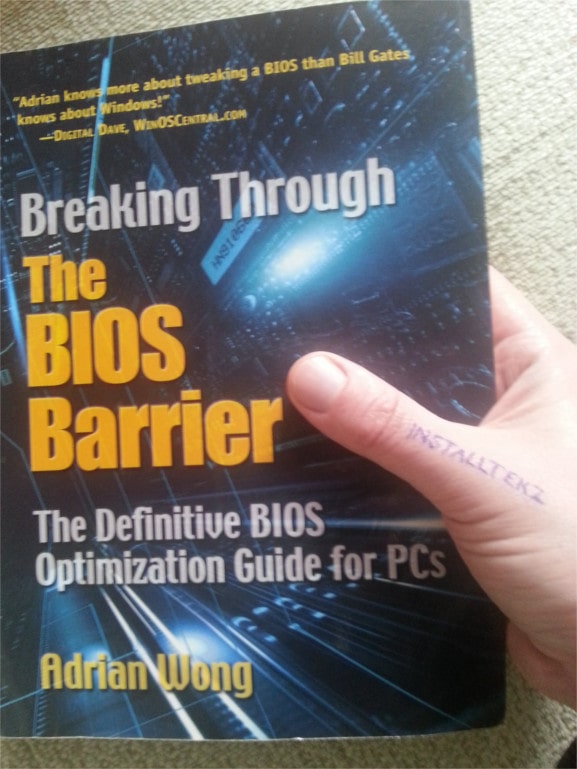 "Adrian knows more about tweaking a BIOS than Bill Gates
knows about Windows!"
—Digital Dave, WinOSCentral.com
Breaking Through
The
BIOS
Barrier
INSTALLTEKZ
The Definitive BIOS
Optimization Guide for PCs
Adrian Wong